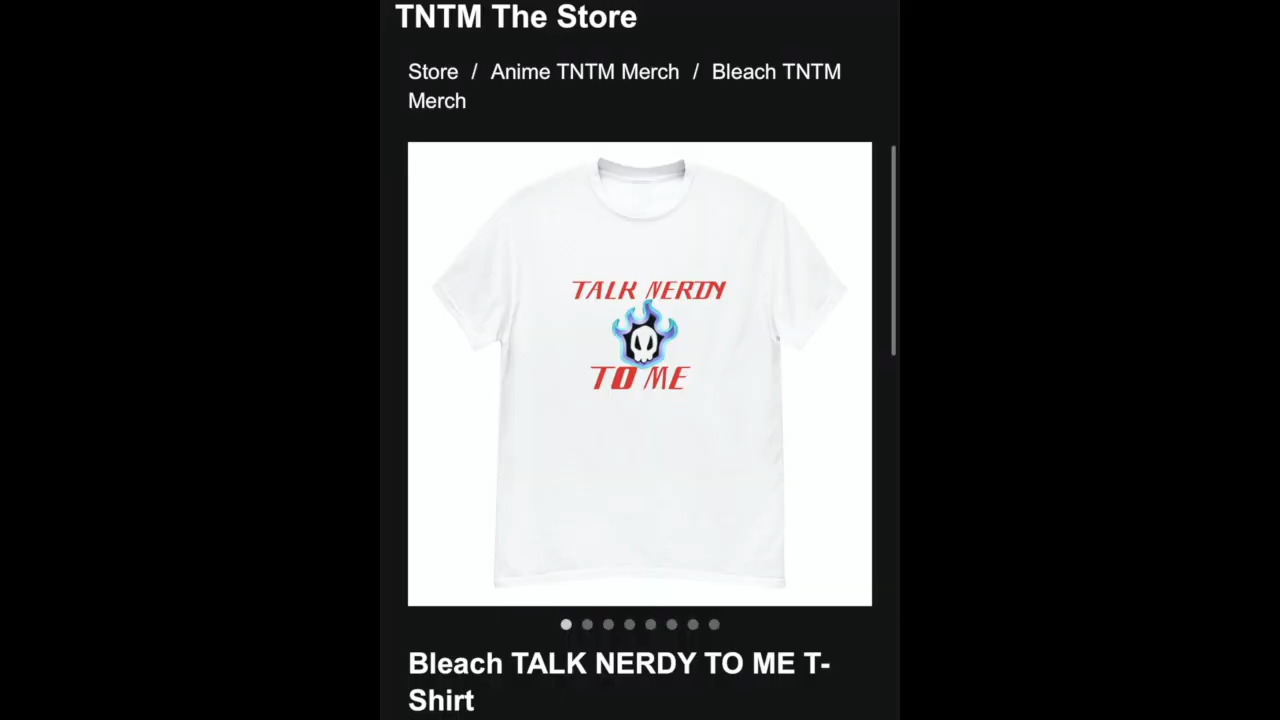 TNTM The Store
Store / Anime TNTM Merch / Bleach TNTM
Merch
TALK NERDY
TO ME
Bleach TALK NERDY TO ME T-
Shirt